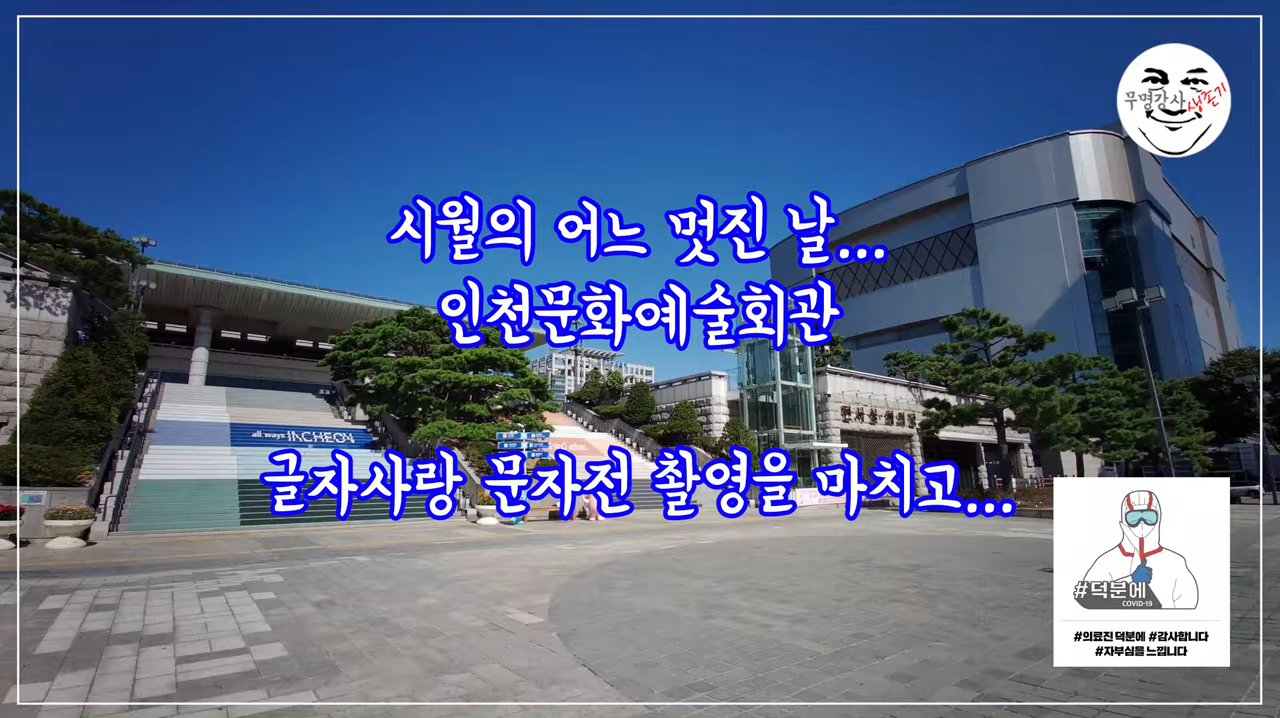 무명강사
생존기
시월의 어느 멋진 날...
인천문화예술회관
all ways INCHEON
글자사랑 문자전 촬영을 마치고...
#덕분에
COVID-19
#의료진 덕분에 #감사합니다
#자부심을 느낍니다